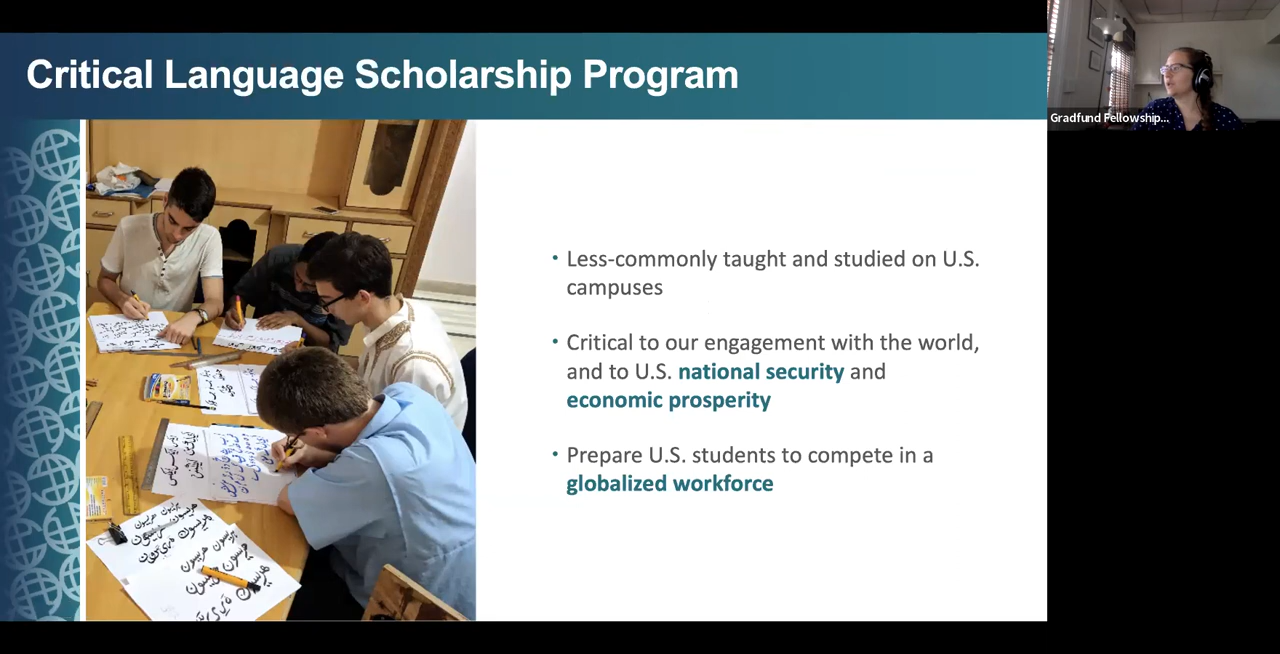 Critical Language Scholarship Program
Gradfund Fellowship...
• Less-commonly taught and studied on U.S.
campuses
• Critical to our engagement with the world,
and to U.S. national security and
economic prosperity
• Prepare U.S. students to compete in a
globalized workforce